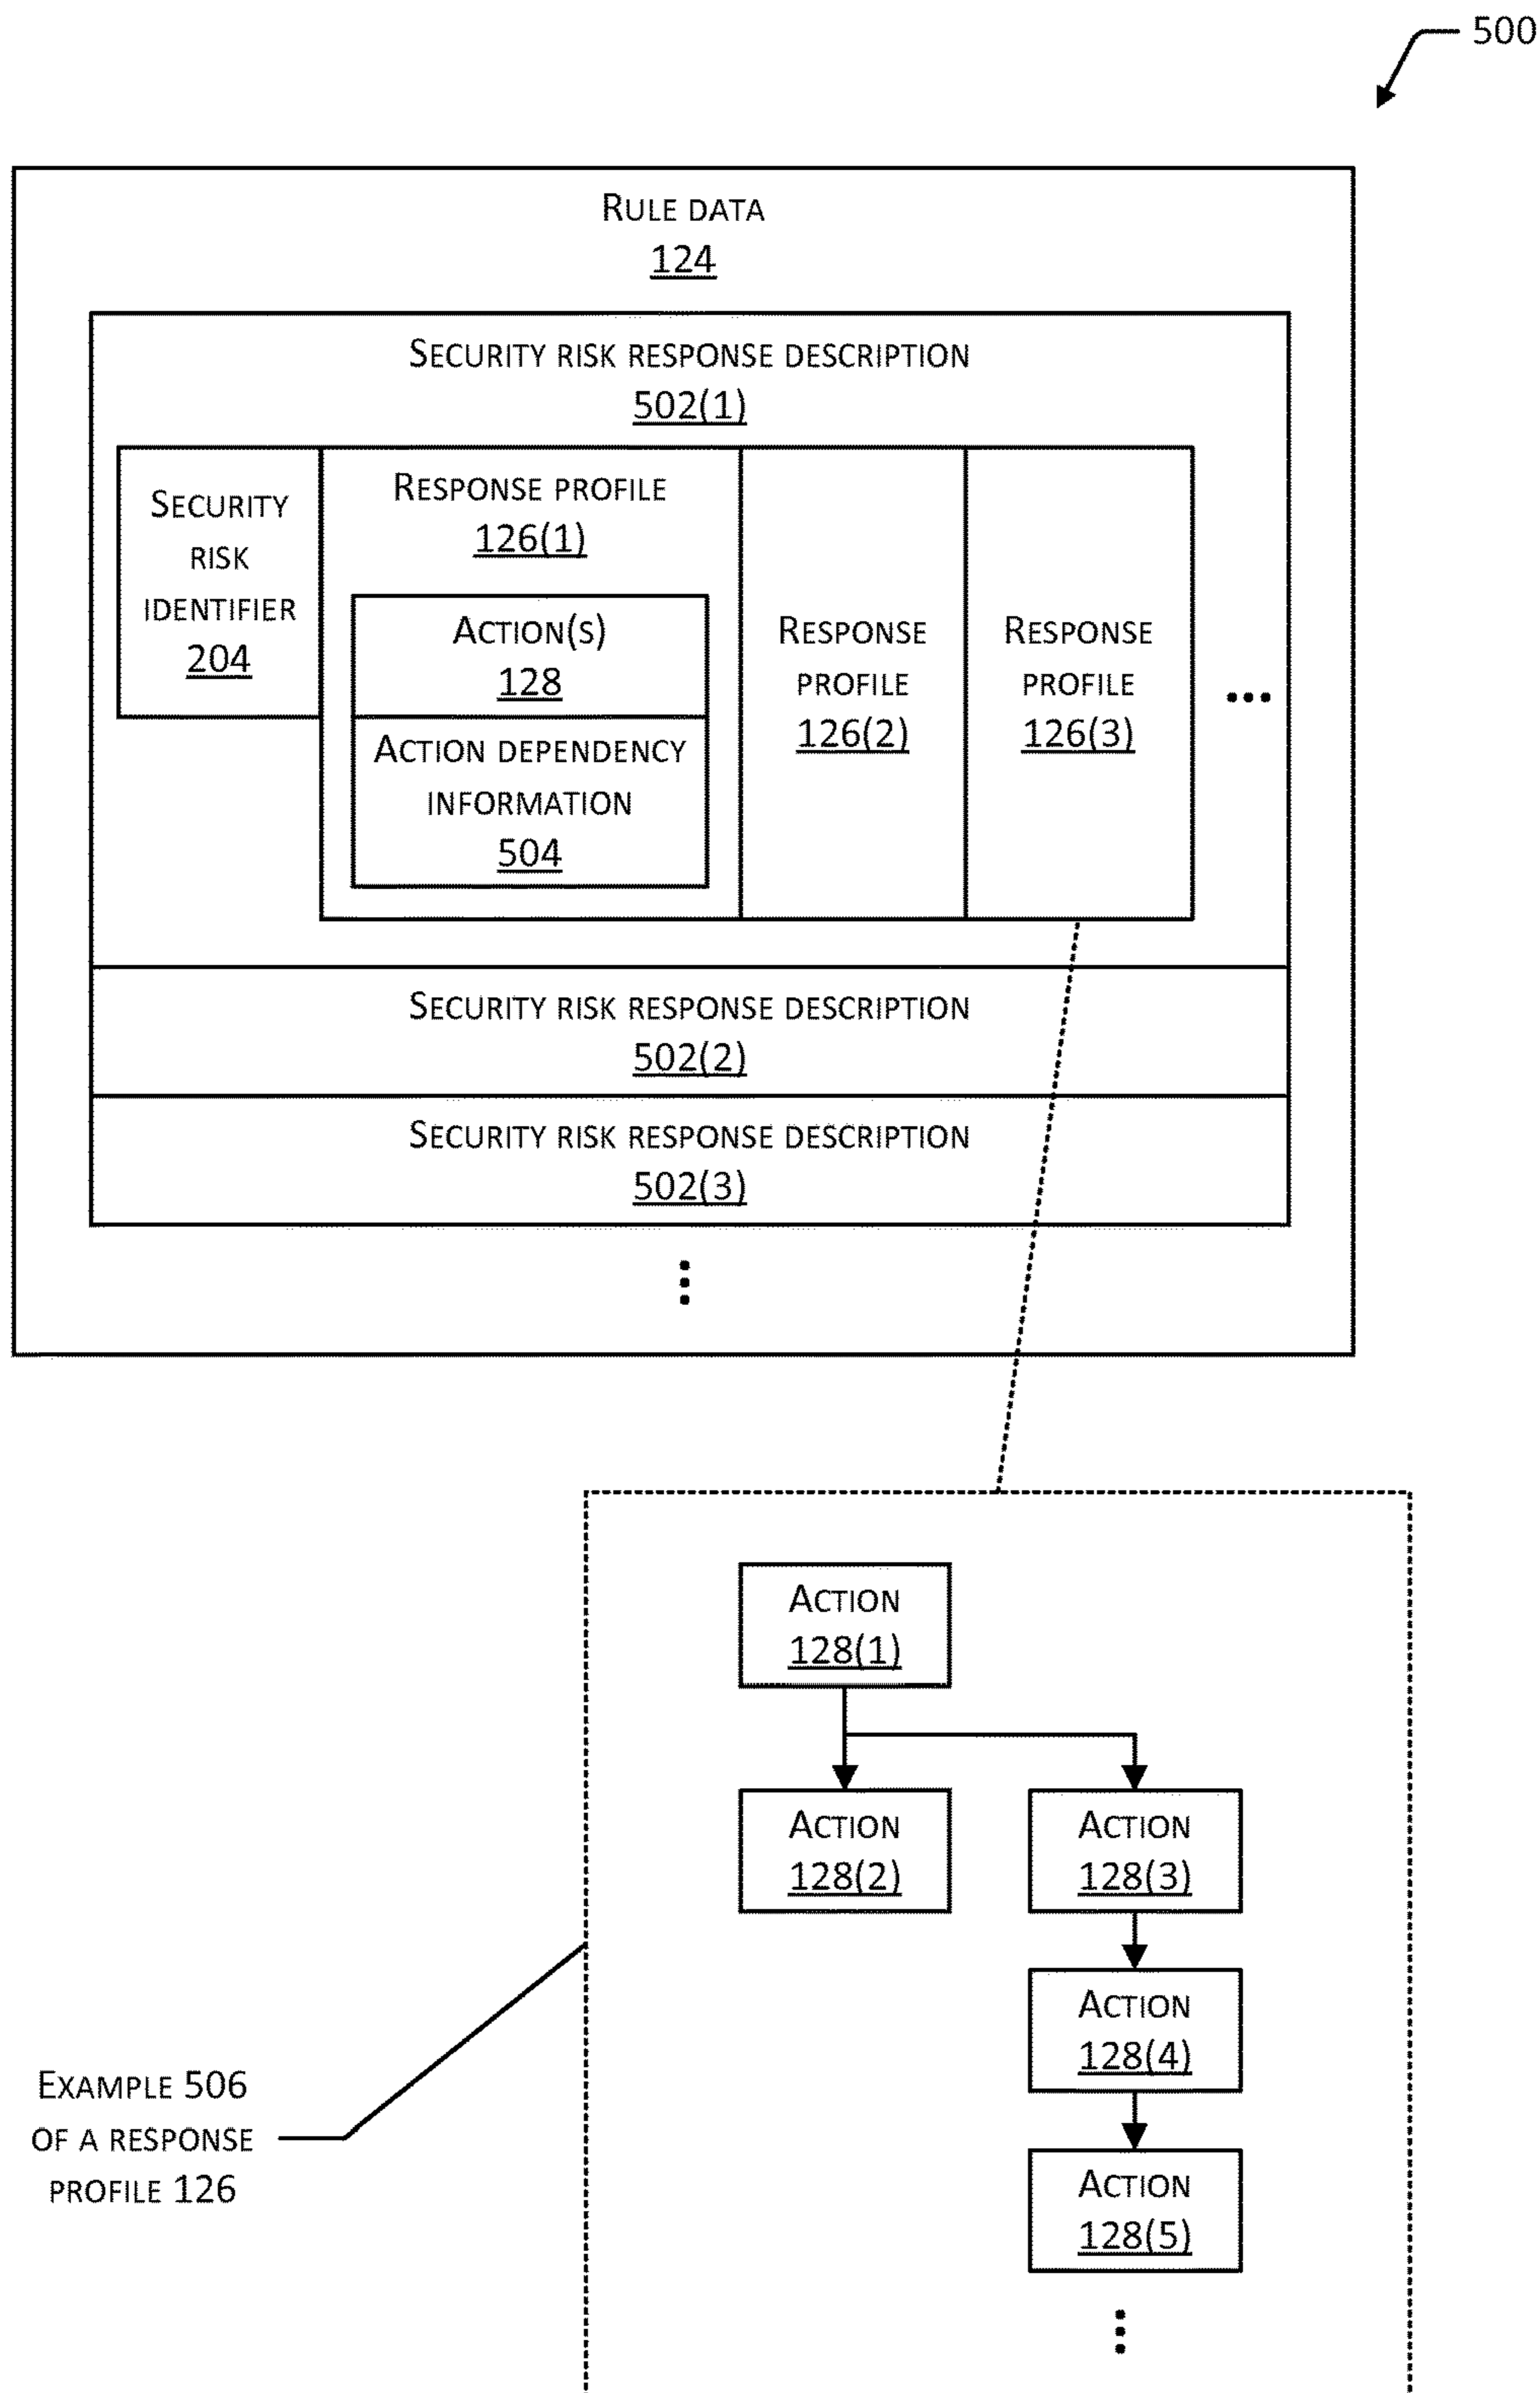 500
RULE DATA
124
SECURITY RISK RESPONSE DESCRIPTION
502(1)
SECURITY
RISK
IDENTIFIER
204
RESPONSE PROFILE
126(1)
ACTION(S)
128
ACTION DEPENDENCY
INFORMATION
504
RESPONSE
PROFILE
126(2)
RESPONSE
PROFILE
126(3)
SECURITY RISK RESPONSE DESCRIPTION
502(2)
SECURITY RISK RESPONSE DESCRIPTION
502(3)
ACTION
128(1)
ACTION
128(2)
ACTION
128(3)
ACTION
128(4)
ACTION
128(5)
EXAMPLE 506
OF A RESPONSE
PROFILE 126